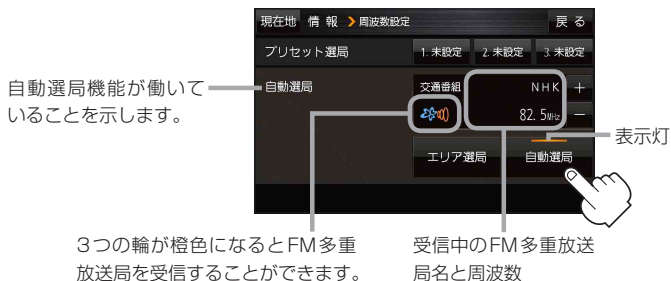 現在地 情報 > 周波数設定 戻る
プリセット選局 1. 未設定 2. 未設定 3. 未設定
自動選局 交通番組 NHK +
82.5MHz −
エリア選局 自動選局
自動選局機能が働いて
いることを示します。
表示灯
3つの輪が橙色になるとFM多重
放送局を受信することができます。
受信中のFM多重放送
局名と周波数